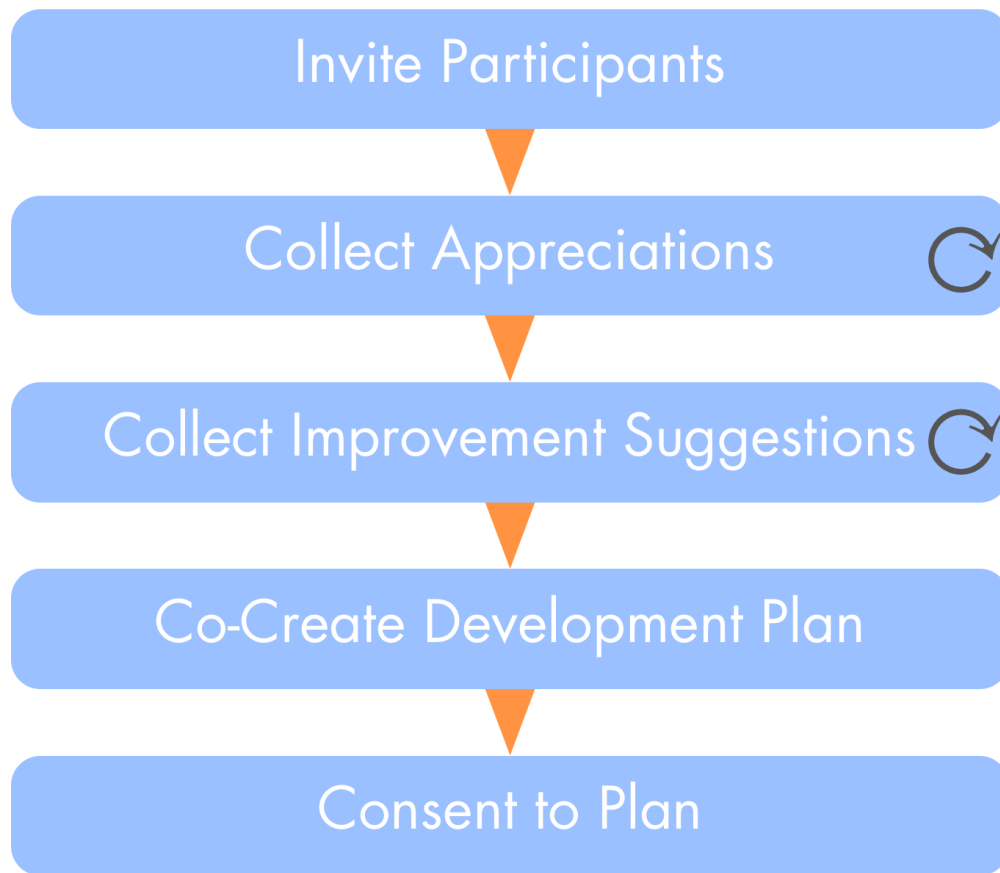 Invite Participants
Collect Appreciations
Collect Improvement Suggestions
Co-Create Development Plan
Consent to Plan